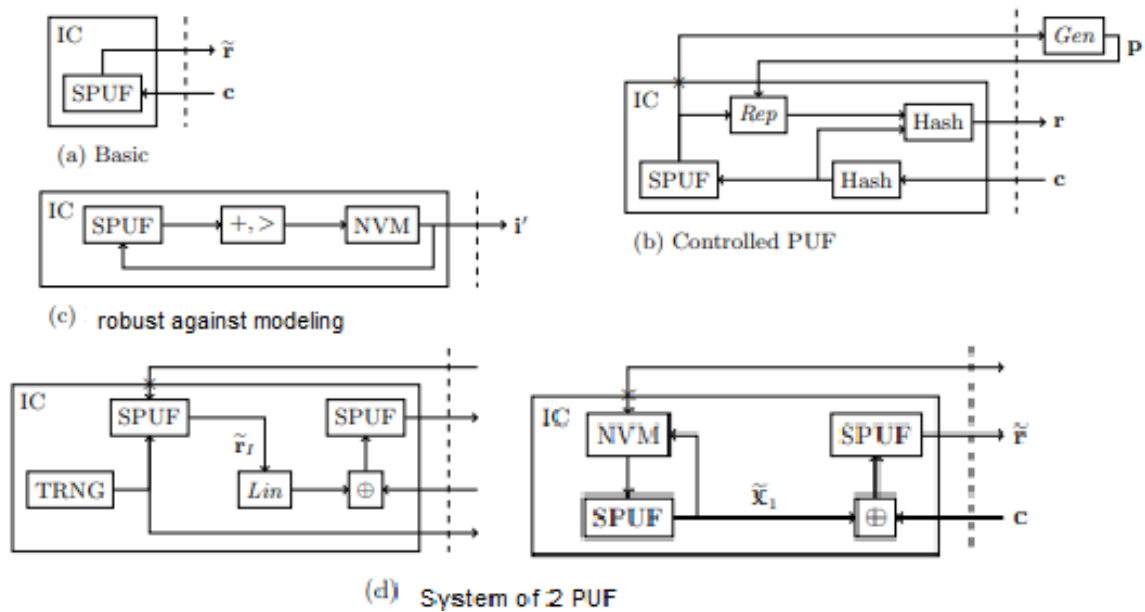 IC
SPUF
r̃
c
(a) Basic
Gen
p
IC
Rep
Hash
r
SPUF
Hash
c
(b) Controlled PUF
IC
SPUF
+, >
NVM
i′
(c) robust against modeling
IC
SPUF
SPUF
r̃_I
TRNG
Lin
⊕
IC
NVM
SPUF
r̃
SPUF
x̃₁
⊕
c
(d) System of 2 PUF